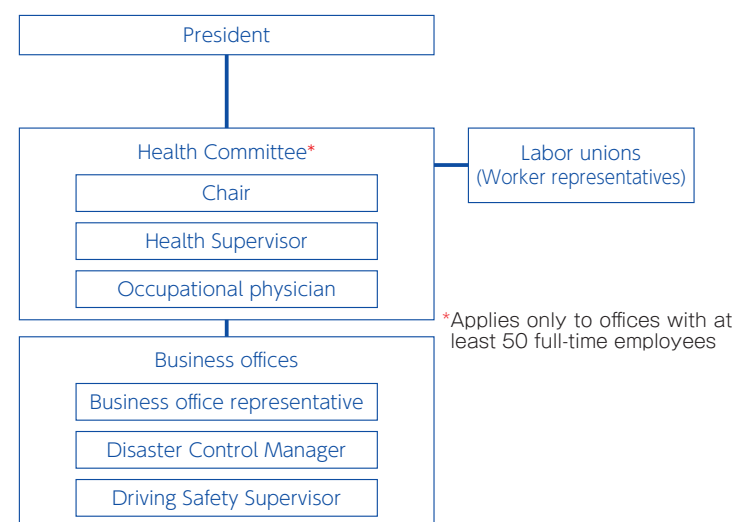 President
Health Committee*
Chair
Health Supervisor
Occupational physician
Labor unions
(Worker representatives)
*Applies only to offices with at
least 50 full-time employees
Business offices
Business office representative
Disaster Control Manager
Driving Safety Supervisor